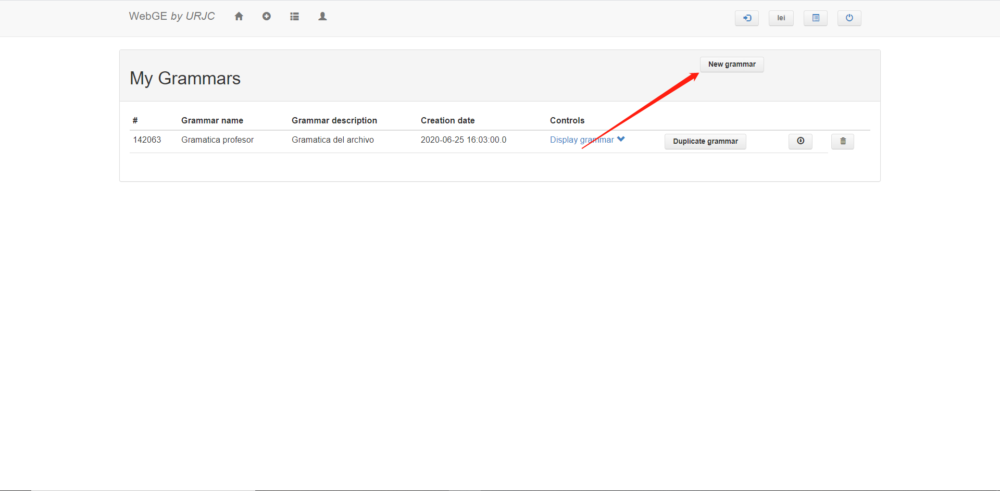 WebGE by URJC lei
New grammar
My Grammars
# Grammar name Grammar description Creation date Controls
142063 Gramatica profesor Gramatica del archivo 2020-06-25 16:03:00.0 Display grammar Duplicate grammar